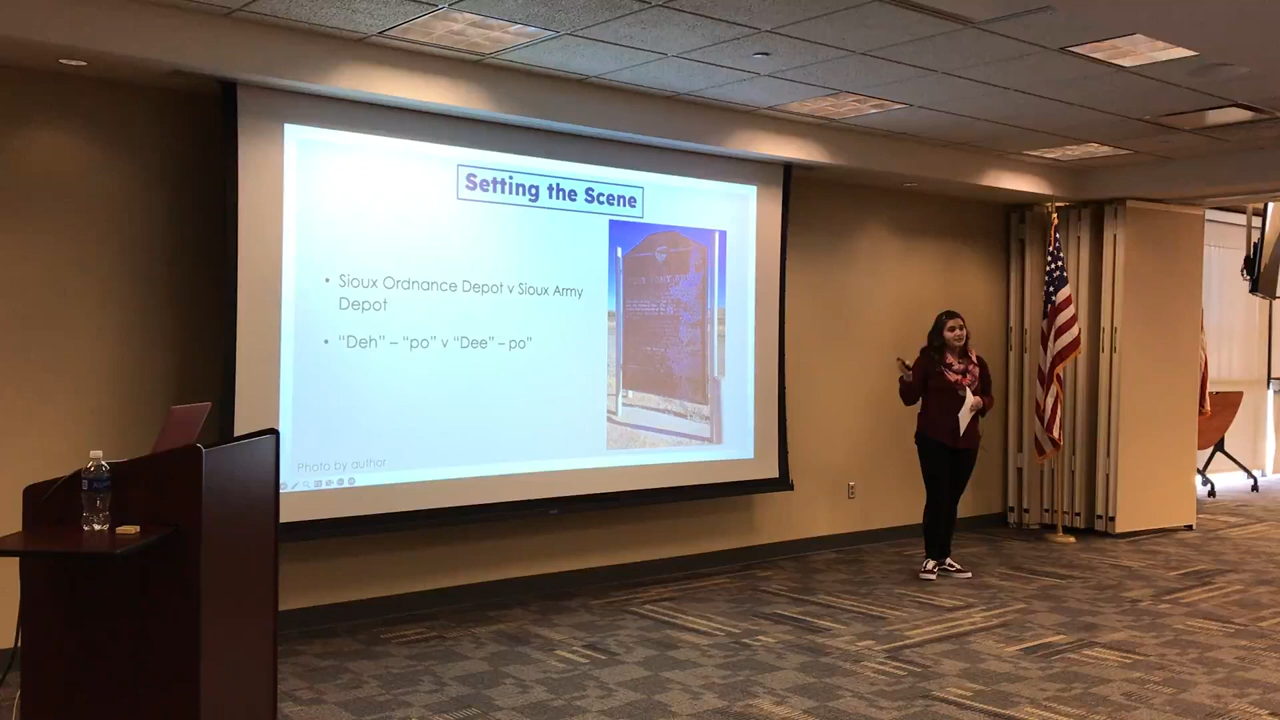 Setting the Scene
• Sioux Ordnance Depot v Sioux Army
Depot
• “Deh” – “po” v “Dee” – po”
Photo by author